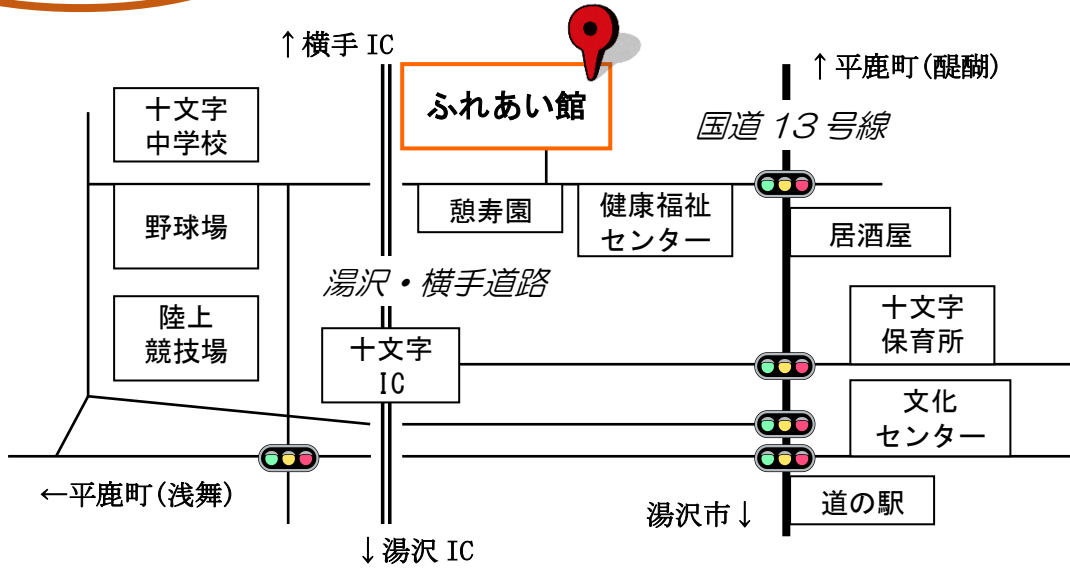 ↑横手 IC
↑平鹿町(醍醐)
十文字
中学校
ふれあい館
国道 13 号線
野球場
憩寿園
健康福祉
センター
居酒屋
湯沢・横手道路
陸上
競技場
十文字
IC
十文字
保育所
文化
センター
←平鹿町(浅舞)
湯沢市↓
道の駅
↓湯沢 IC